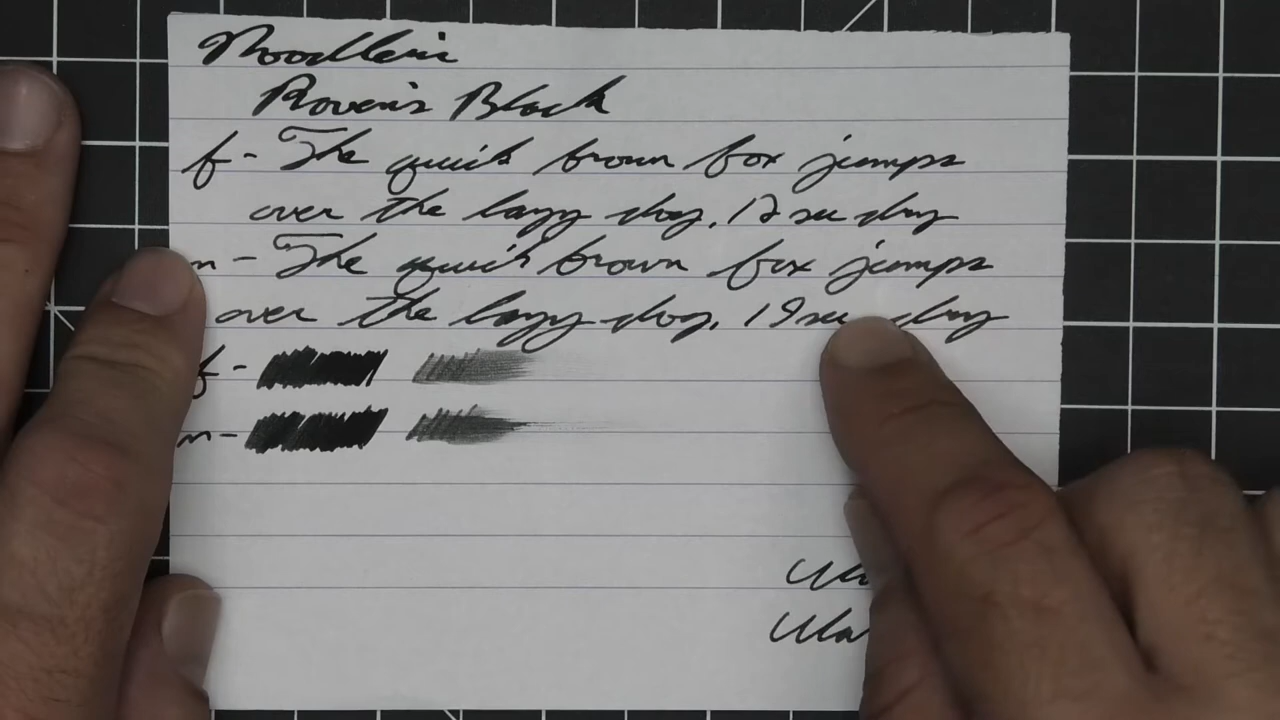 Noodler's
Raven's Black
f - The quick brown fox jumps
over the lazy dog. 12 sec dry
m - The quick brown fox jumps
over the lazy dog. 19 sec dry
f -
m -